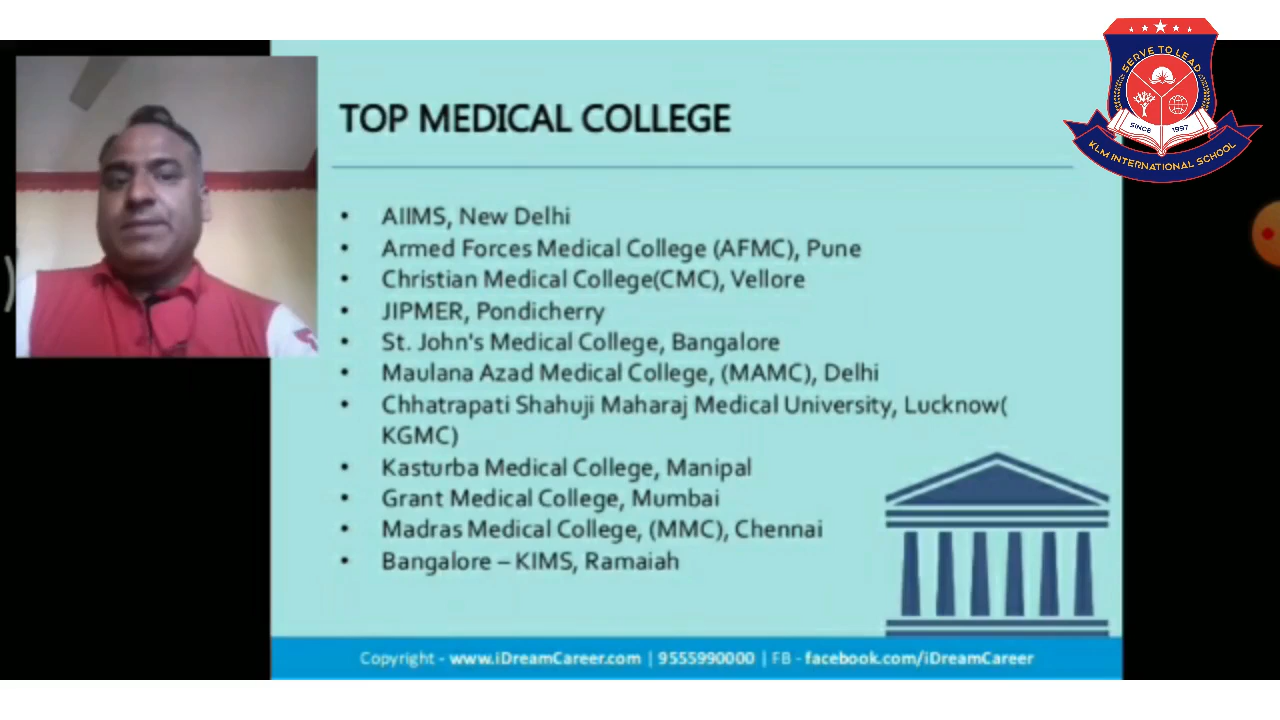 TOP MEDICAL COLLEGE
• AIIMS, New Delhi
• Armed Forces Medical College (AFMC), Pune
• Christian Medical College(CMC), Vellore
• JIPMER, Pondicherry
• St. John's Medical College, Bangalore
• Maulana Azad Medical College, (MAMC), Delhi
• Chhatrapati Shahuji Maharaj Medical University, Lucknow(
KGMC)
• Kasturba Medical College, Manipal
• Grant Medical College, Mumbai
• Madras Medical College, (MMC), Chennai
• Bangalore – KIMS, Ramaiah
Copyright - www.iDreamCareer.com | 9555990000 | FB - facebook.com/iDreamCareer
SERVE TO LEAD
SINCE 1997
KLM INTERNATIONAL SCHOOL